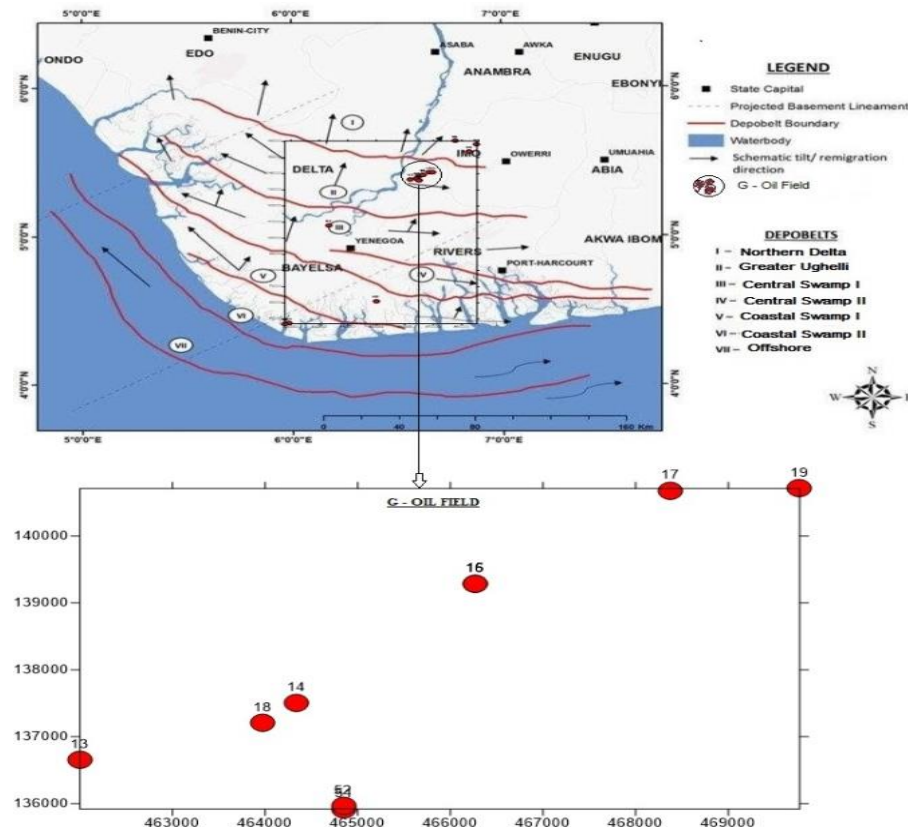 5°0'0"E 6°0'0"E 7°0'0"E
BENIN-CITY
EDO
ONDO
ASABA
AWKA
ANAMBRA
ENUGU
EBONYI
6°0'0"N
I
DELTA
IMO
OWERRI
UMUAHIA
ABIA
II
III
5°0'0"N
YENEGOA
RIVERS
AKWA IBOM
BAYELSA
V
IV
PORT-HARCOURT
VI
VII
4°0'0"N
0 40 80 160 Km
5°0'0"E 6°0'0"E 7°0'0"E
LEGEND
State Capital
Projected Basement Lineament
Depobelt Boundary
Waterbody
Schematic tilt/ remigration
direction
G - Oil Field
DEPOBELTS
I - Northern Delta
II - Greater Ughelli
III - Central Swamp I
IV - Central Swamp II
V - Coastal Swamp I
VI - Coastal Swamp II
VII - Offshore
N
W E
S
G - OIL FIELD
17
19
16
14
18
13
140000
139000
138000
137000
136000
463000 464000 465000 466000 467000 468000 469000